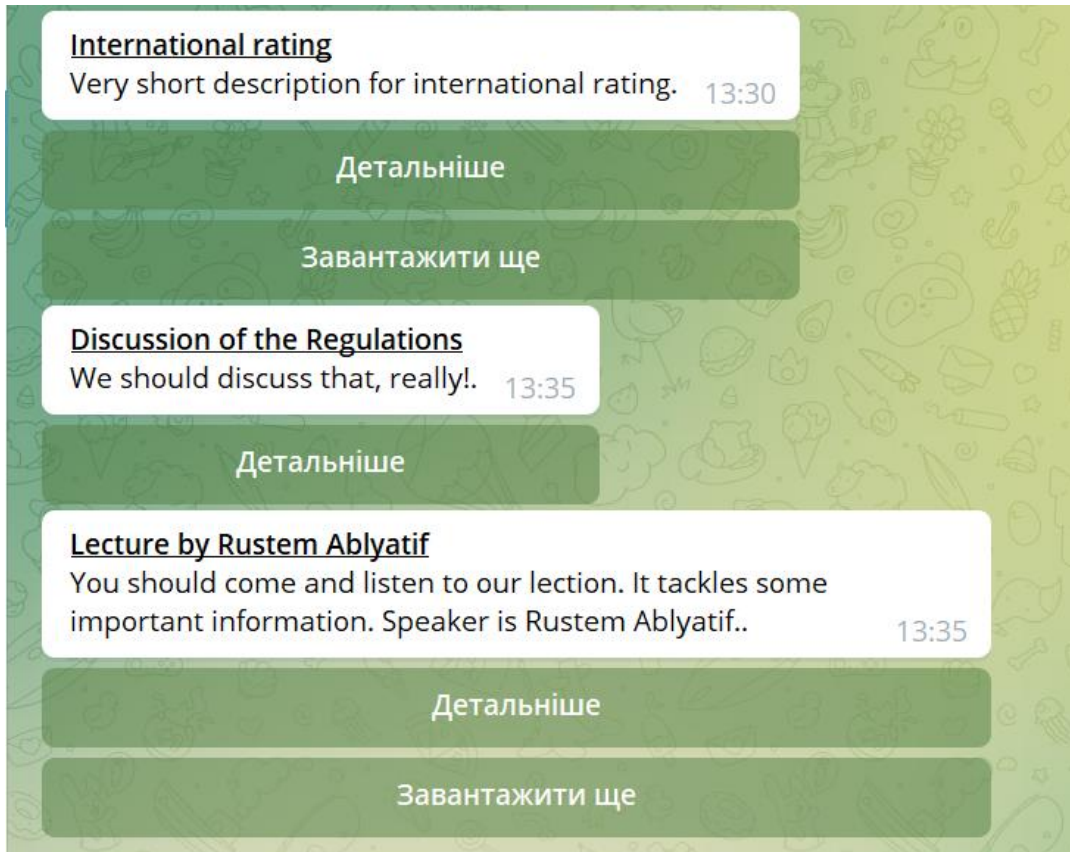 International rating
Very short description for international rating. 13:30
Детальніше
Завантажити ще
Discussion of the Regulations
We should discuss that, really!. 13:35
Детальніше
Lecture by Rustem Ablyatif
You should come and listen to our lection. It tackles some
important information. Speaker is Rustem Ablyatif.. 13:35
Детальніше
Завантажити ще